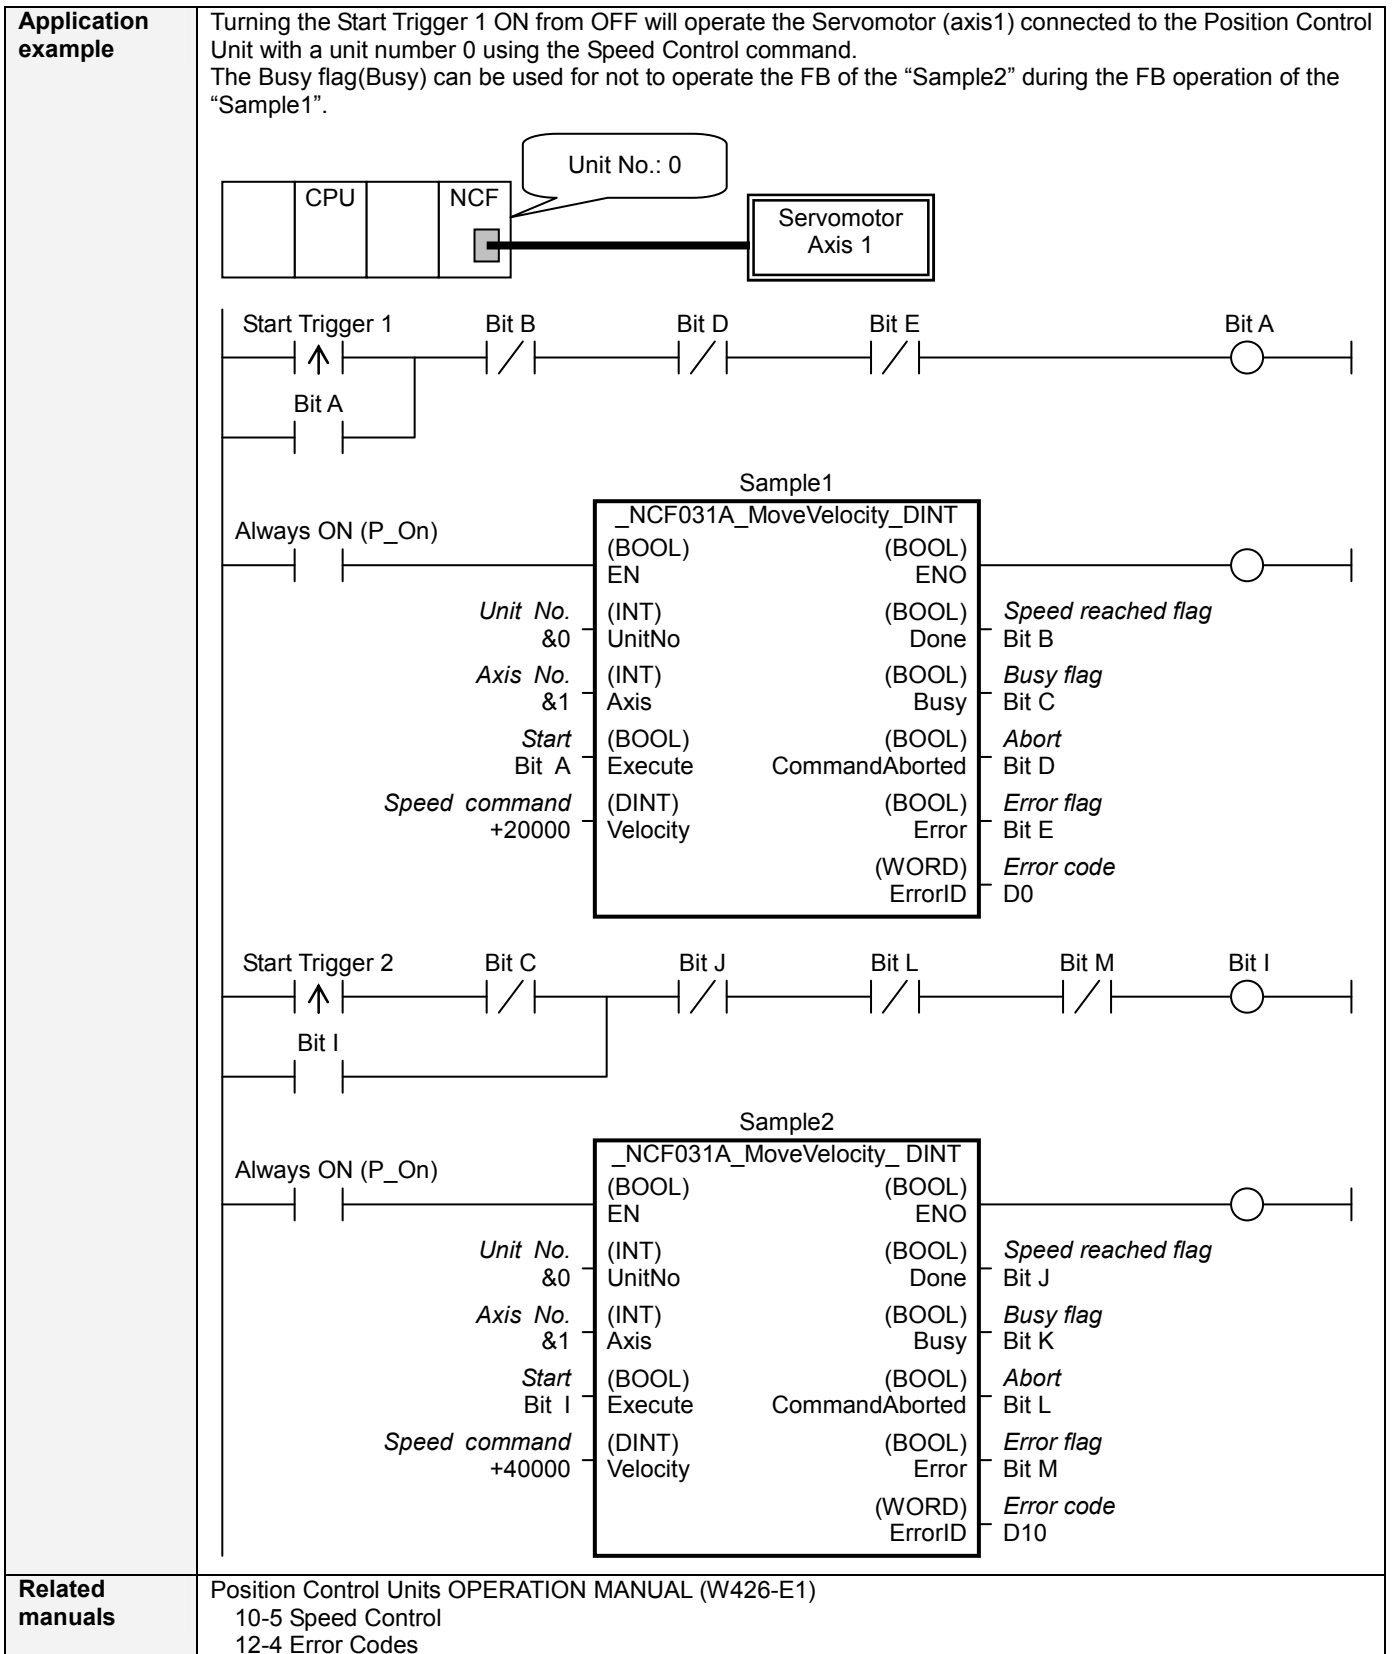 Application
example
Turning the Start Trigger 1 ON from OFF will operate the Servomotor (axis1) connected to the Position Control
Unit with a unit number 0 using the Speed Control command.
The Busy flag(Busy) can be used for not to operate the FB of the “Sample2” during the FB operation of the
“Sample1”.
Unit No.: 0
CPU NCF
Servomotor
Axis 1
Start Trigger 1 Bit B Bit D Bit E Bit A
Bit A
Sample1
_NCF031A_MoveVelocity_DINT
Always ON (P_On)
(BOOL) (BOOL)
EN ENO
Unit No. (INT) (BOOL) Speed reached flag
&0 UnitNo Done Bit B
Axis No. (INT) (BOOL) Busy flag
&1 Axis Busy Bit C
Start (BOOL) (BOOL) Abort
Bit A Execute CommandAborted Bit D
Speed command (DINT) (BOOL) Error flag
+20000 Velocity Error Bit E
(WORD) Error code
ErrorID D0
Start Trigger 2 Bit C Bit J Bit L Bit M Bit I
Bit I
Sample2
_NCF031A_MoveVelocity_ DINT
Always ON (P_On)
(BOOL) (BOOL)
EN ENO
Unit No. (INT) (BOOL) Speed reached flag
&0 UnitNo Done Bit J
Axis No. (INT) (BOOL) Busy flag
&1 Axis Busy Bit K
Start (BOOL) (BOOL) Abort
Bit I Execute CommandAborted Bit L
Speed command (DINT) (BOOL) Error flag
+40000 Velocity Error Bit M
(WORD) Error code
ErrorID D10
Related
manuals
Position Control Units OPERATION MANUAL (W426-E1)
10-5 Speed Control
12-4 Error Codes